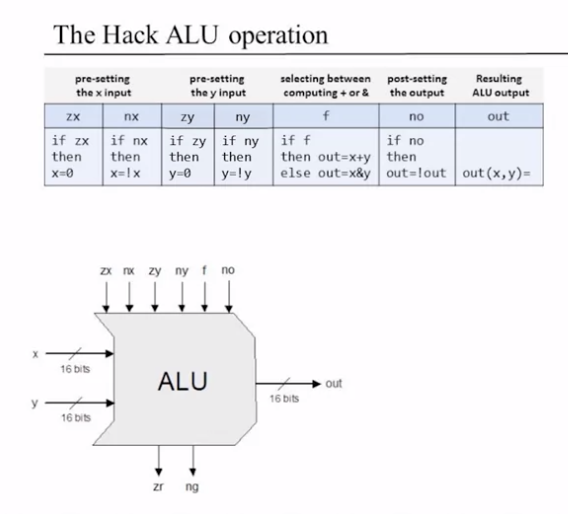 The Hack ALU operation
pre-setting the x input
pre-setting the y input
selecting between computing + or &
post-setting the output
Resulting ALU output
zx nx zy ny f no out
if zx then x=0
if nx then x=!x
if zy then y=0
if ny then y=!y
if f then out=x+y else out=x&y
if no then out=!out
out(x,y)=
zx nx zy ny f no
x
16 bits
ALU
out
16 bits
y
16 bits
zr ng